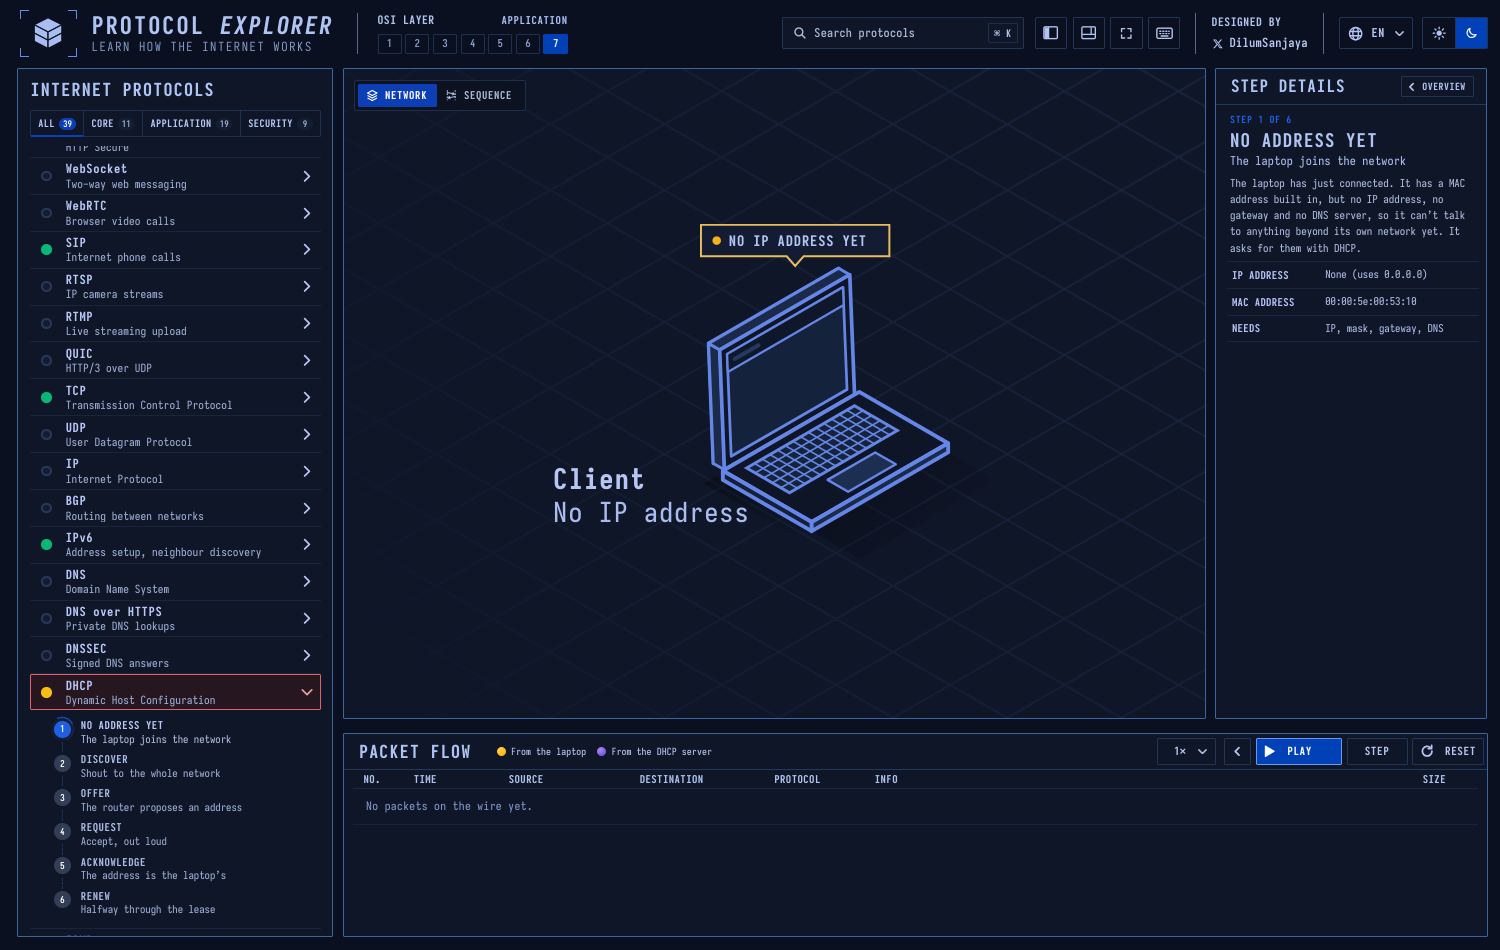 PROTOCOL EXPLORER
LEARN HOW THE INTERNET WORKS
OSI LAYER APPLICATION
1 2 3 4 5 6 7
Search protocols ⌘ K
DESIGNED BY
DilumSanjaya
EN
INTERNET PROTOCOLS
ALL 39 CORE 11 APPLICATION 19 SECURITY 9
HTTP Secure
WebSocket
Two-way web messaging
WebRTC
Browser video calls
SIP
Internet phone calls
RTSP
IP camera streams
RTMP
Live streaming upload
QUIC
HTTP/3 over UDP
TCP
Transmission Control Protocol
UDP
User Datagram Protocol
IP
Internet Protocol
BGP
Routing between networks
IPv6
Address setup, neighbour discovery
DNS
Domain Name System
DNS over HTTPS
Private DNS lookups
DNSSEC
Signed DNS answers
DHCP
Dynamic Host Configuration
1 NO ADDRESS YET
The laptop joins the network
2 DISCOVER
Shout to the whole network
3 OFFER
The router proposes an address
4 REQUEST
Accept, out loud
5 ACKNOWLEDGE
The address is the laptop's
6 RENEW
Halfway through the lease
NETWORK SEQUENCE
NO IP ADDRESS YET
Client
No IP address
STEP DETAILS OVERVIEW
STEP 1 OF 6
NO ADDRESS YET
The laptop joins the network
The laptop has just connected. It has a MAC
address built in, but no IP address, no
gateway and no DNS server, so it can't talk
to anything beyond its own network yet. It
asks for them with DHCP.
IP ADDRESS None (uses 0.0.0.0)
MAC ADDRESS 00:00:5e:00:53:10
NEEDS IP, mask, gateway, DNS
PACKET FLOW From the laptop From the DHCP server 1× PLAY STEP RESET
NO. TIME SOURCE DESTINATION PROTOCOL INFO SIZE
No packets on the wire yet.